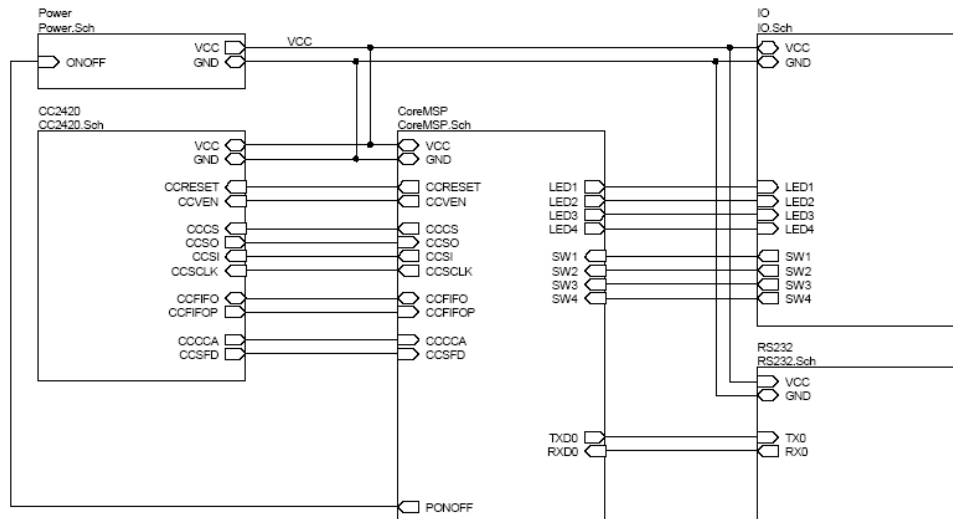 Power
Power.Sch
VCC
GND
ONOFF
VCC
IO
IO.Sch
VCC
GND
CC2420
CC2420.Sch
VCC
GND
CCRESET
CCVEN
CCCS
CCSO
CCSI
CCSCLK
CCFIFO
CCFIFOP
CCCCA
CCSFD
CoreMSP
CoreMSP.Sch
VCC
GND
CCRESET
CCVEN
CCCS
CCSO
CCSI
CCSCLK
CCFIFO
CCFIFOP
CCCCA
CCSFD
PONOFF
LED1
LED2
LED3
LED4
SW1
SW2
SW3
SW4
TXD0
RXD0
LED1
LED2
LED3
LED4
SW1
SW2
SW3
SW4
RS232
RS232.Sch
VCC
GND
TX0
RX0